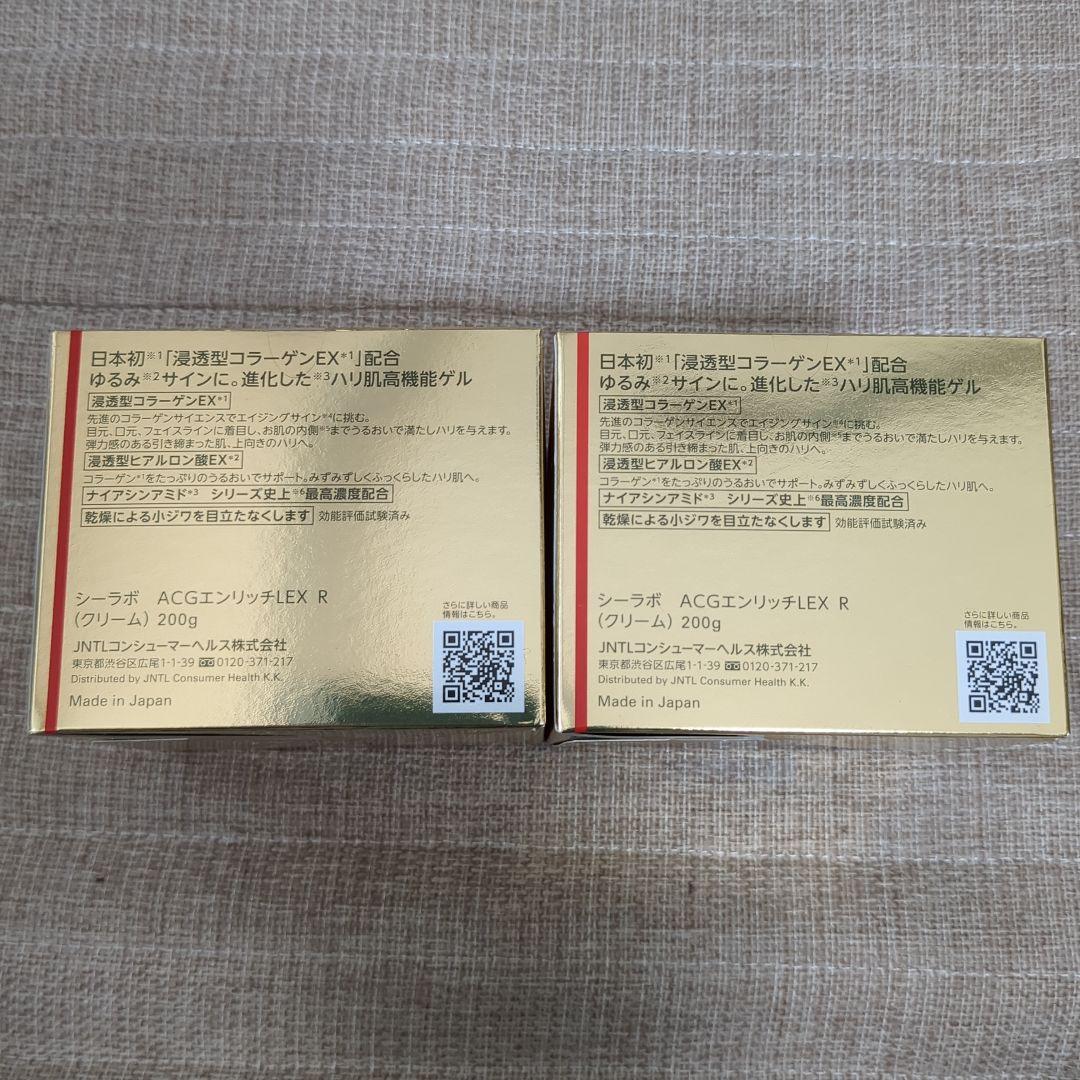 日本初※1「浸透型コラーゲンEX*1」配合
ゆるみ※2サインに。進化した※3ハリ肌高機能ゲル
浸透型コラーゲンEX*1
先進のコラーゲンサイエンスでエイジングサイン※4に挑む。
目元、口元、フェイスラインに着目し、お肌の内側※5までうるおいで満たしハリを与えます。
弾力感のある引き締まった肌、上向きのハリへ。
浸透型ヒアルロン酸EX*2
コラーゲン*1をたっぷりのうるおいでサポート。みずみずしくふっくらしたハリ肌へ。
ナイアシンアミド*3 シリーズ史上※6最高濃度配合
乾燥による小ジワを目立たなくします 効能評価試験済み
シーラボ ACGエンリッチLEX R
(クリーム) 200g
さらに詳しい商品
情報はこちら。
JNTLコンシューマーヘルス株式会社
東京都渋谷区広尾1-1-39 0120-371-217
Distributed by JNTL Consumer Health K.K.
Made in Japan
日本初※1「浸透型コラーゲンEX*1」配合
ゆるみ※2サインに。進化した※3ハリ肌高機能ゲル
浸透型コラーゲンEX*1
先進のコラーゲンサイエンスでエイジングサイン※4に挑む。
目元、口元、フェイスラインに着目し、お肌の内側※5までうるおいで満たしハリを与えます。
弾力感のある引き締まった肌、上向きのハリへ。
浸透型ヒアルロン酸EX*2
コラーゲン*1をたっぷりのうるおいでサポート。みずみずしくふっくらしたハリ肌へ。
ナイアシンアミド*3 シリーズ史上※6最高濃度配合
乾燥による小ジワを目立たなくします 効能評価試験済み
シーラボ ACGエンリッチLEX R
(クリーム) 200g
さらに詳しい商品
情報はこちら。
JNTLコンシューマーヘルス株式会社
東京都渋谷区広尾1-1-39 0120-371-217
Distributed by JNTL Consumer Health K.K.
Made in Japan